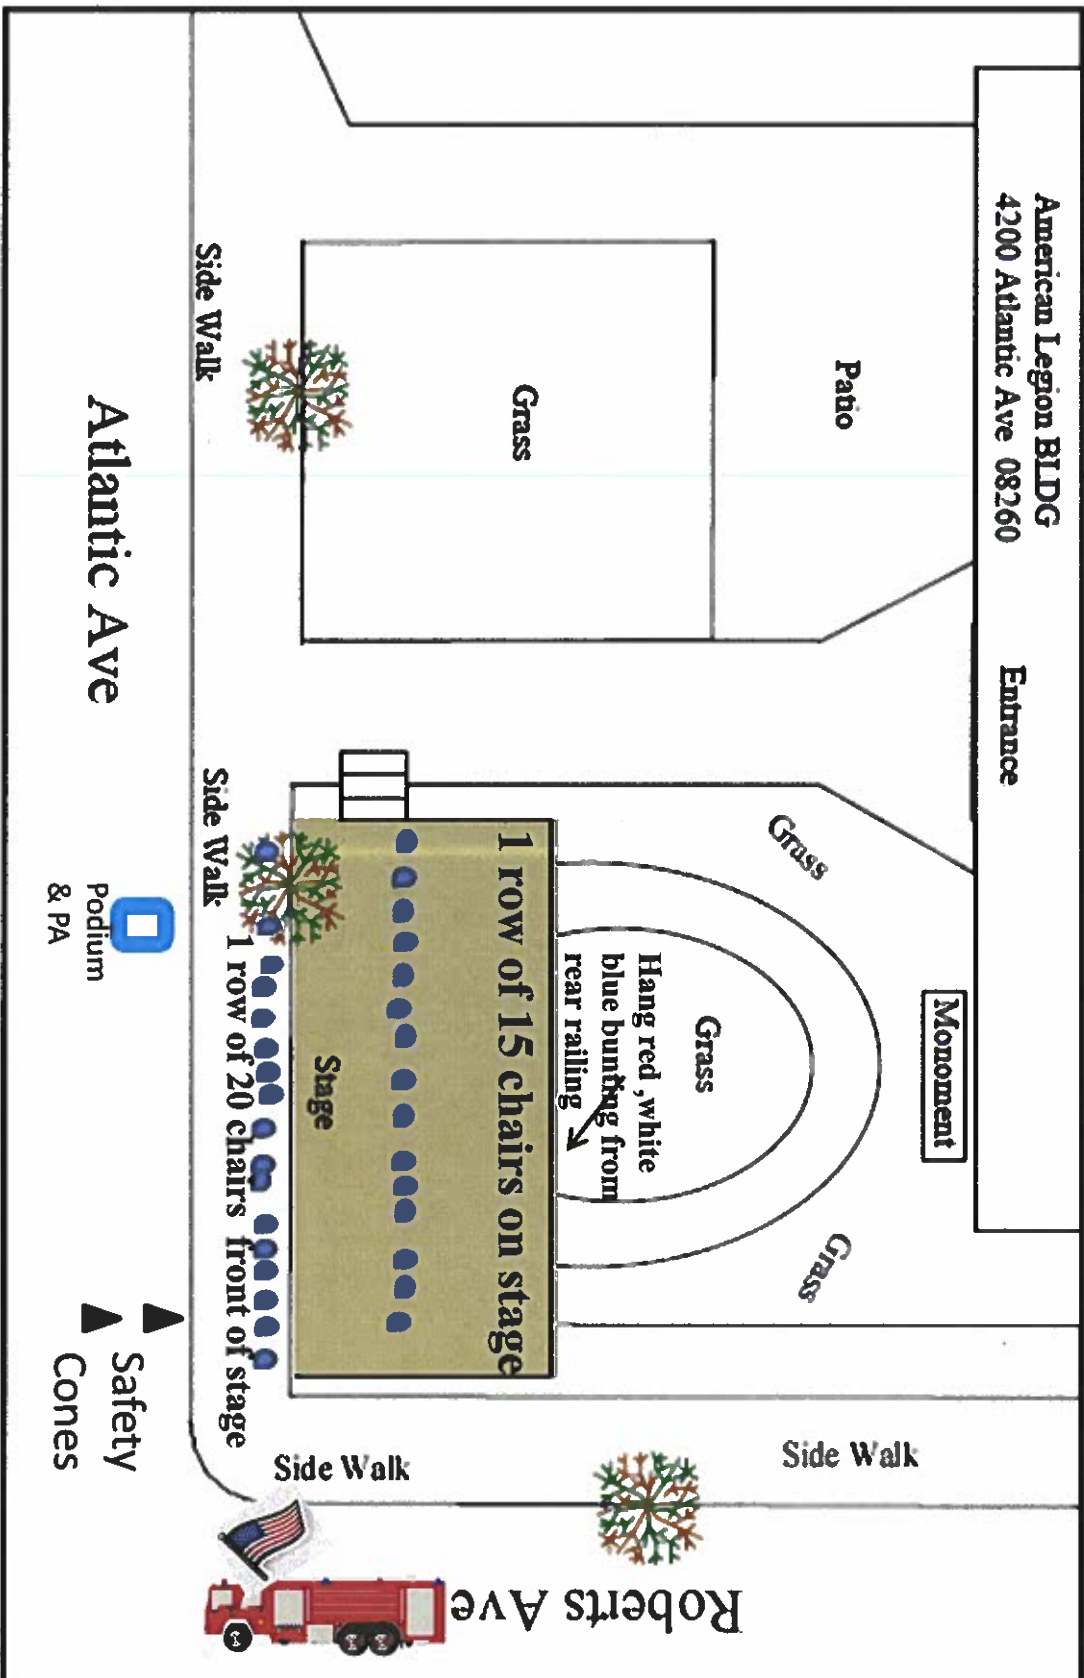 American Legion BLDG
4200 Atlantic Ave 08260
Entrance
Patio
Monoment
Grass
Grass
Grass
Grass
Hang red ,white
blue bunting from
rear railing
1 row of 15 chairs on stage
Stage
1 row of 20 chairs front of stage
Side Walk
Side Walk
Side Walk
Side Walk
Atlantic Ave
Podium
& PA
Safety
Cones
Roberts Ave